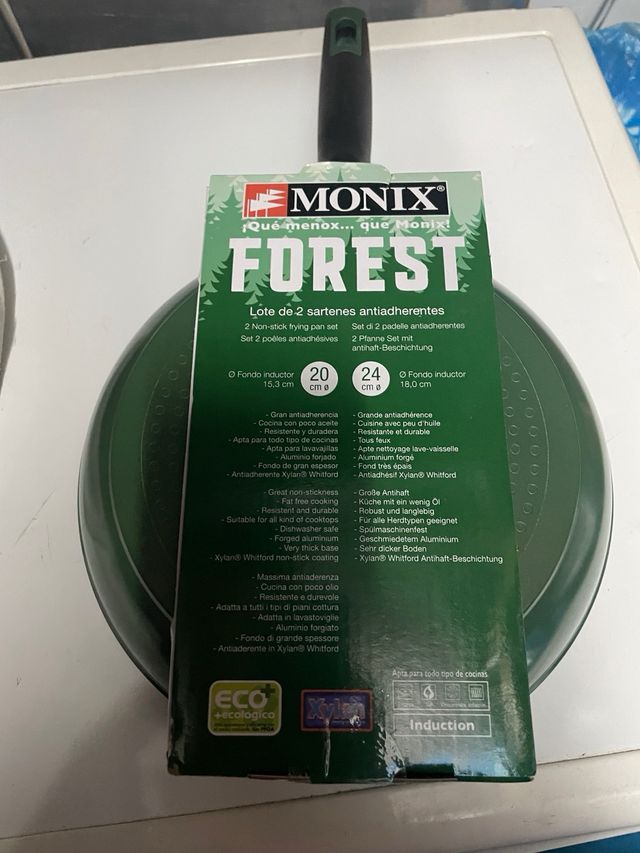 MONIX®
¡Qué menox... que Monix!
FOREST
Lote de 2 sartenes antiadherentes
2 Non-stick frying pan set
Set 2 poêles antiadhésives
Set di 2 padelle antiaderentes
2 Pfanne Set mit
antihaft-Beschichtung
Ø Fondo inductor
15,3 cm
20
cm ø
24
cm ø
Ø Fondo inductor
18,0 cm
- Gran antiadherencia
- Cocina con poco aceite
- Resistente y duradera
- Apta para todo tipo de cocinas
- Apta para lavavajillas
- Aluminio forjado
- Fondo de gran espesor
- Antiadherente Xylan® Whitford
- Grande antiadhérence
- Cuisine avec peu d'huile
- Resistante et durable
- Tous feux
- Apte nettoyage lave-vaisselle
- Aluminium forgé
- Fond très épais
- Antiadhésif Xylan® Whitford
- Great non-stickness
- Fat free cooking
- Resistent and durable
- Suitable for all kind of cooktops
- Dishwasher safe
- Forged aluminium
- Very thick base
- Xylan® Whitford non-stick coating
- Große Antihaft
- Küche mit ein wenig Öl
- Robust und langlebig
- Für alle Herdtypen geeignet
- Spülmaschinenfest
- Geschmiedetem Aluminium
- Sehr dicker Boden
- Xylan® Whitford Antihaft-Beschichtung
- Massima antiaderenza
- Cucina con poco olio
- Resistente e durevole
- Adatta a tutti i tipi di piani cottura
- Adatta in lavastoviglie
- Aluminio forgiato
- Fondo di grande spessore
- Antiaderente in Xylan® Whitford
ECO+
+ecológico
PFOA
Xylan
Apta para todo tipo de cocinas
Induction